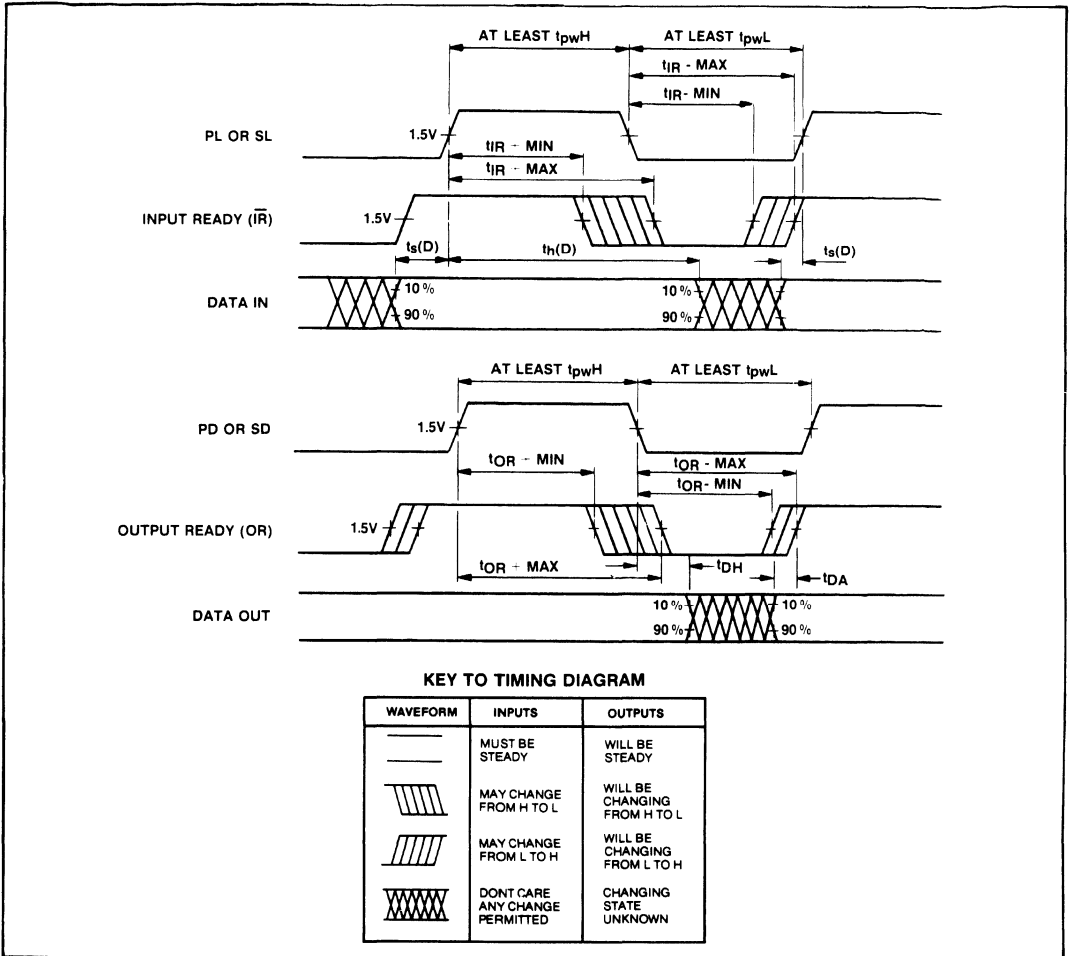 AT LEAST tpwH AT LEAST tpwL
tIR - MAX
tIR- MIN
PL OR SL
1.5V
tIR - MIN
tIR - MAX
INPUT READY (I̅R̅)
1.5V
ts(D) th(D) ts(D)
DATA IN
10 % 10 %
90 % 90 %
AT LEAST tpwH AT LEAST tpwL
PD OR SD
1.5V
tOR - MIN tOR - MAX
tOR- MIN
OUTPUT READY (OR)
1.5V
tOR + MAX tDH tDA
DATA OUT
10 % 10 %
90 % 90 %
KEY TO TIMING DIAGRAM
WAVEFORM INPUTS OUTPUTS
MUST BE STEADY WILL BE STEADY
MAY CHANGE FROM H TO L WILL BE CHANGING FROM H TO L
MAY CHANGE FROM L TO H WILL BE CHANGING FROM L TO H
DONT CARE ANY CHANGE PERMITTED CHANGING STATE UNKNOWN